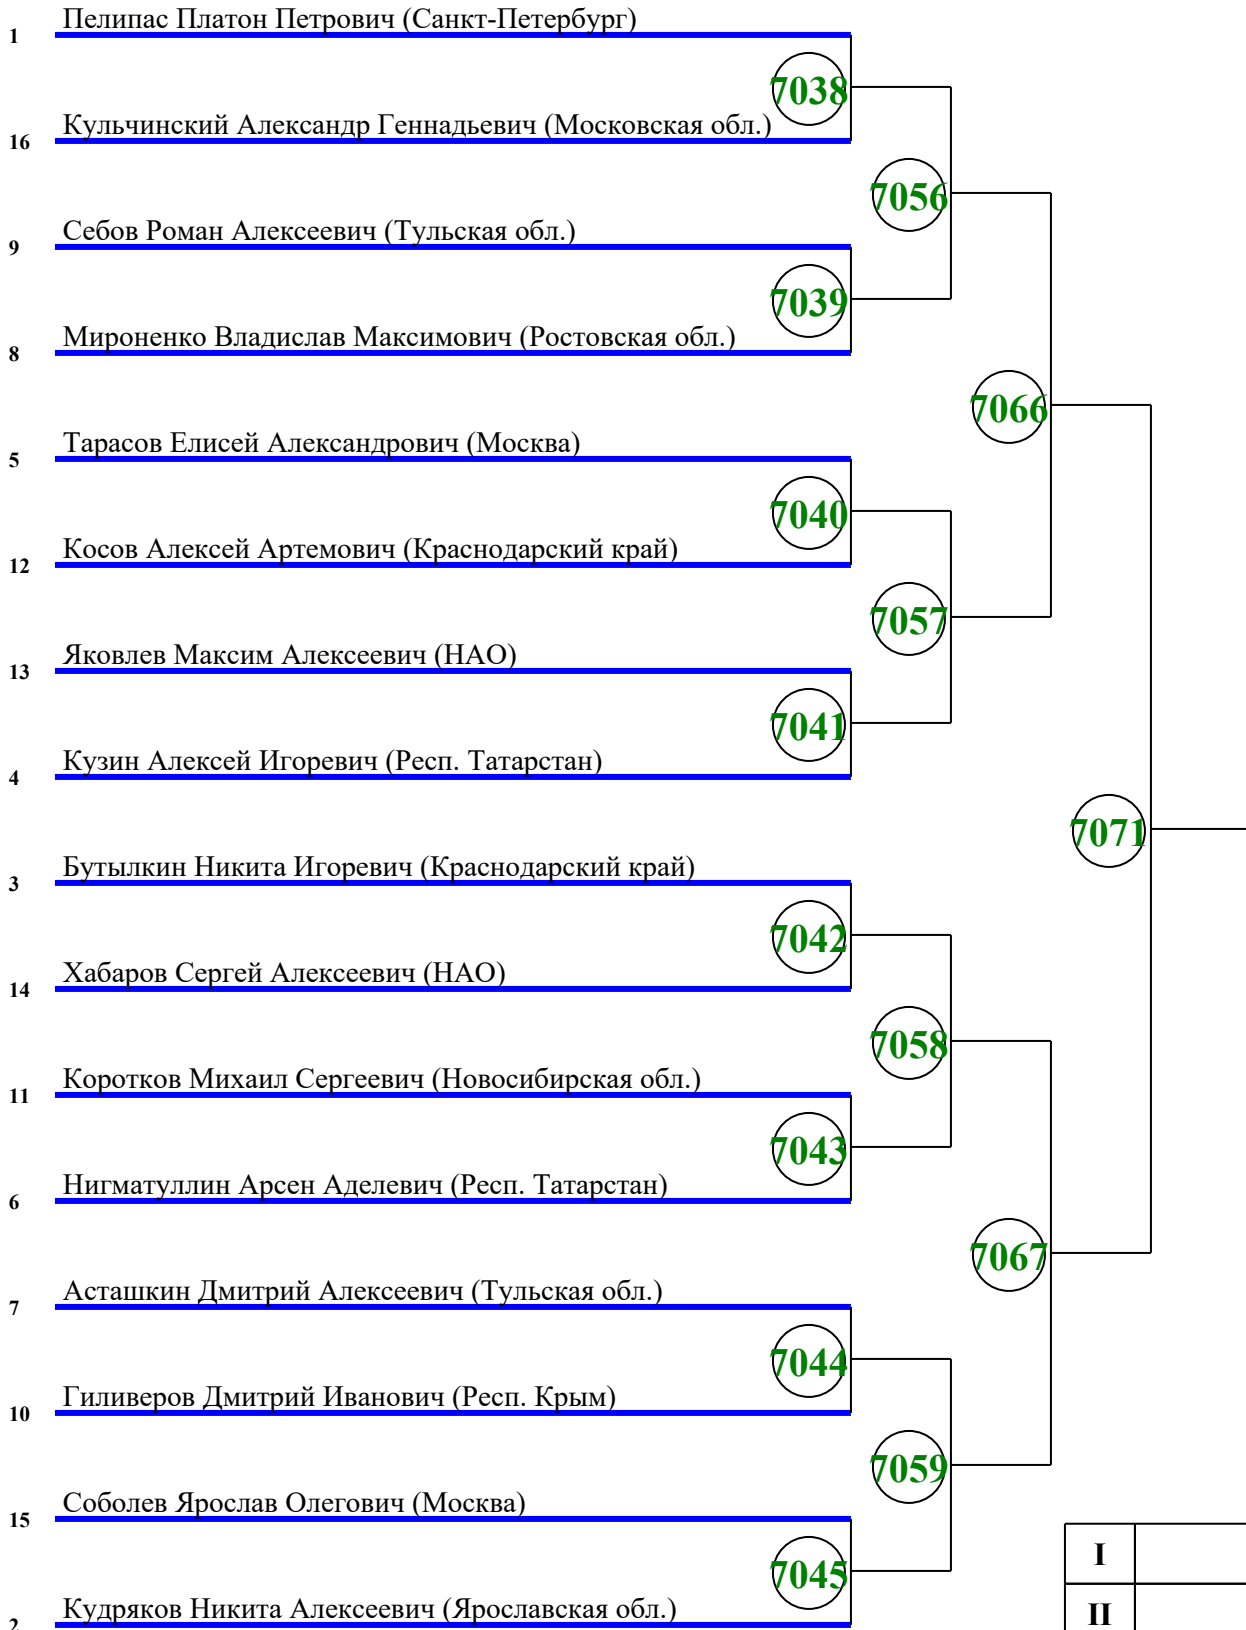 Пелипас Платон Петрович (Санкт-Петербург)
1
7038
Кульчинский Александр Геннадьевич (Московская обл.)
16
7056
Себов Роман Алексеевич (Тульская обл.)
9
7039
Мироненко Владислав Максимович (Ростовская обл.)
8
7066
Тарасов Елисей Александрович (Москва)
5
7040
Косов Алексей Артемович (Краснодарский край)
12
7057
Яковлев Максим Алексеевич (НАО)
13
7041
Кузин Алексей Игоревич (Респ. Татарстан)
4
7071
Бутылкин Никита Игоревич (Краснодарский край)
3
7042
Хабаров Сергей Алексеевич (НАО)
14
7058
Коротков Михаил Сергеевич (Новосибирская обл.)
11
7043
Нигматуллин Арсен Аделевич (Респ. Татарстан)
6
7067
Асташкин Дмитрий Алексеевич (Тульская обл.)
7
7044
Гиливеров Дмитрий Иванович (Респ. Крым)
10
7059
Соболев Ярослав Олегович (Москва)
15
I
7045
Кудряков Никита Алексеевич (Ярославская обл.)
2
II